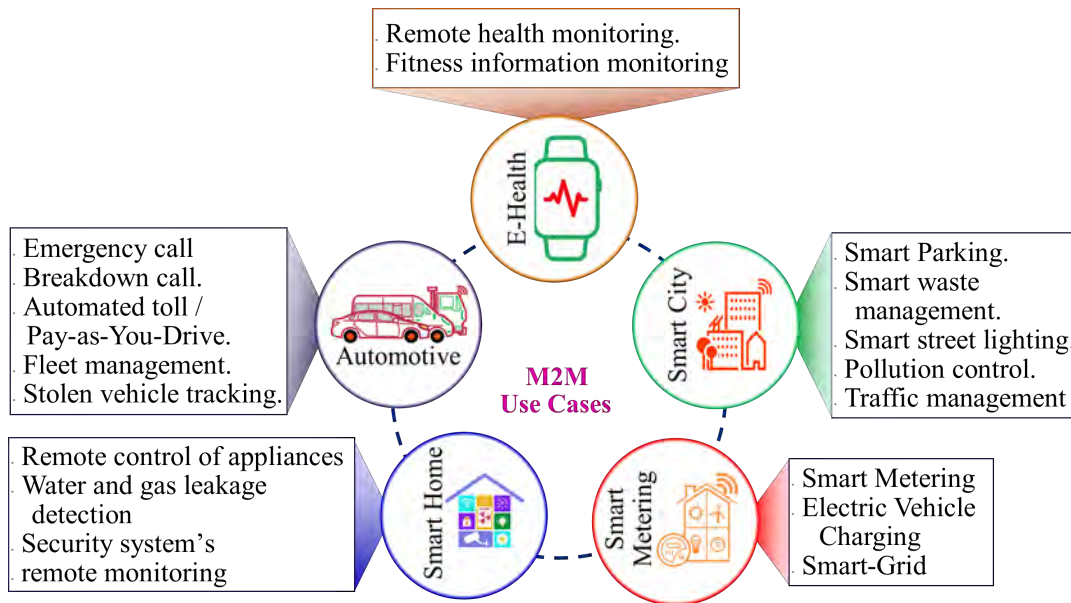 . Remote health monitoring.
. Fitness information monitoring
E-Health
. Emergency call
. Breakdown call.
. Automated toll /
Pay-as-You-Drive.
. Fleet management.
. Stolen vehicle tracking.
Automotive
Smart City
. Smart Parking.
. Smart waste
management.
. Smart street lighting.
. Pollution control.
. Traffic management
M2M
Use Cases
. Remote control of appliances
. Water and gas leakage
detection
. Security system’s
. remote monitoring
Smart Home
Smart
Metering
. Smart Metering
. Electric Vehicle
Charging
. Smart-Grid